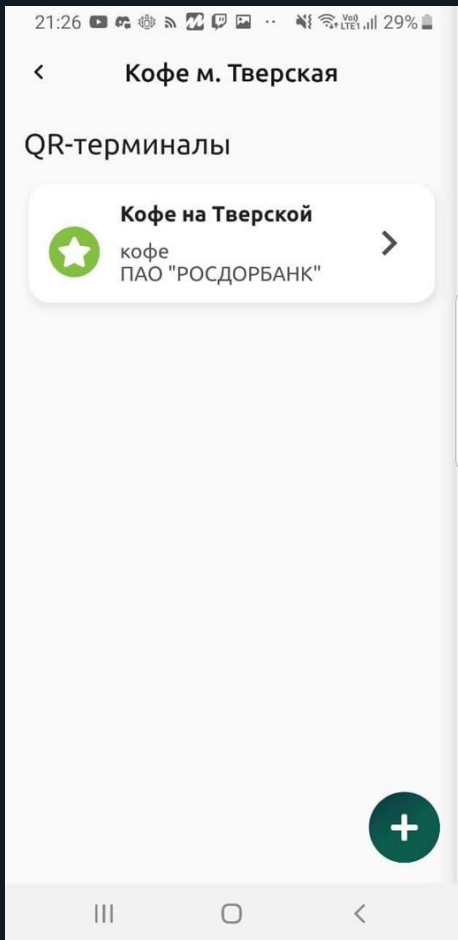 21:26 29%
Кофе м. Тверская
QR-терминалы
Кофе на Тверской
кофе
ПАО "РОСДОРБАНК"